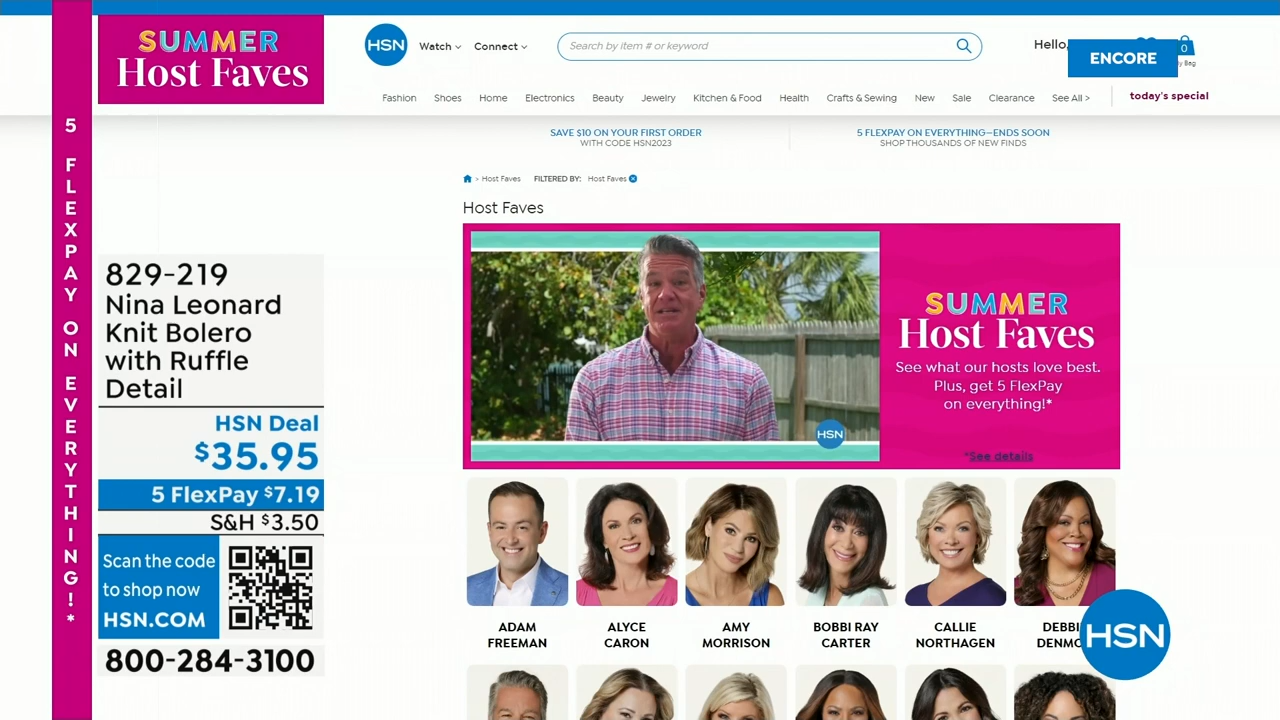 SUMMER
Host Faves
5 FLEXPAY ON EVERYTHING!*
829-219
Nina Leonard
Knit Bolero
with Ruffle
Detail
HSN Deal
$35.95
5 FlexPay $7.19
S&H $3.50
Scan the code
to shop now
HSN.COM
800-284-3100
HSN
Watch
Connect
Search by item # or keyword
Hello,
ENCORE
0
Bag
Fashion
Shoes
Home
Electronics
Beauty
Jewelry
Kitchen & Food
Health
Crafts & Sewing
New
Sale
Clearance
See All >
today's special
SAVE $10 ON YOUR FIRST ORDER
WITH CODE HSN2023
5 FLEXPAY ON EVERYTHING—ENDS SOON
SHOP THOUSANDS OF NEW FINDS
> Host Faves
FILTERED BY: Host Faves
Host Faves
HSN
SUMMER
Host Faves
See what our hosts love best.
Plus, get 5 FlexPay
on everything!*
*See details
ADAM
FREEMAN
ALYCE
CARON
AMY
MORRISON
BOBBI RAY
CARTER
CALLIE
NORTHAGEN
HSN